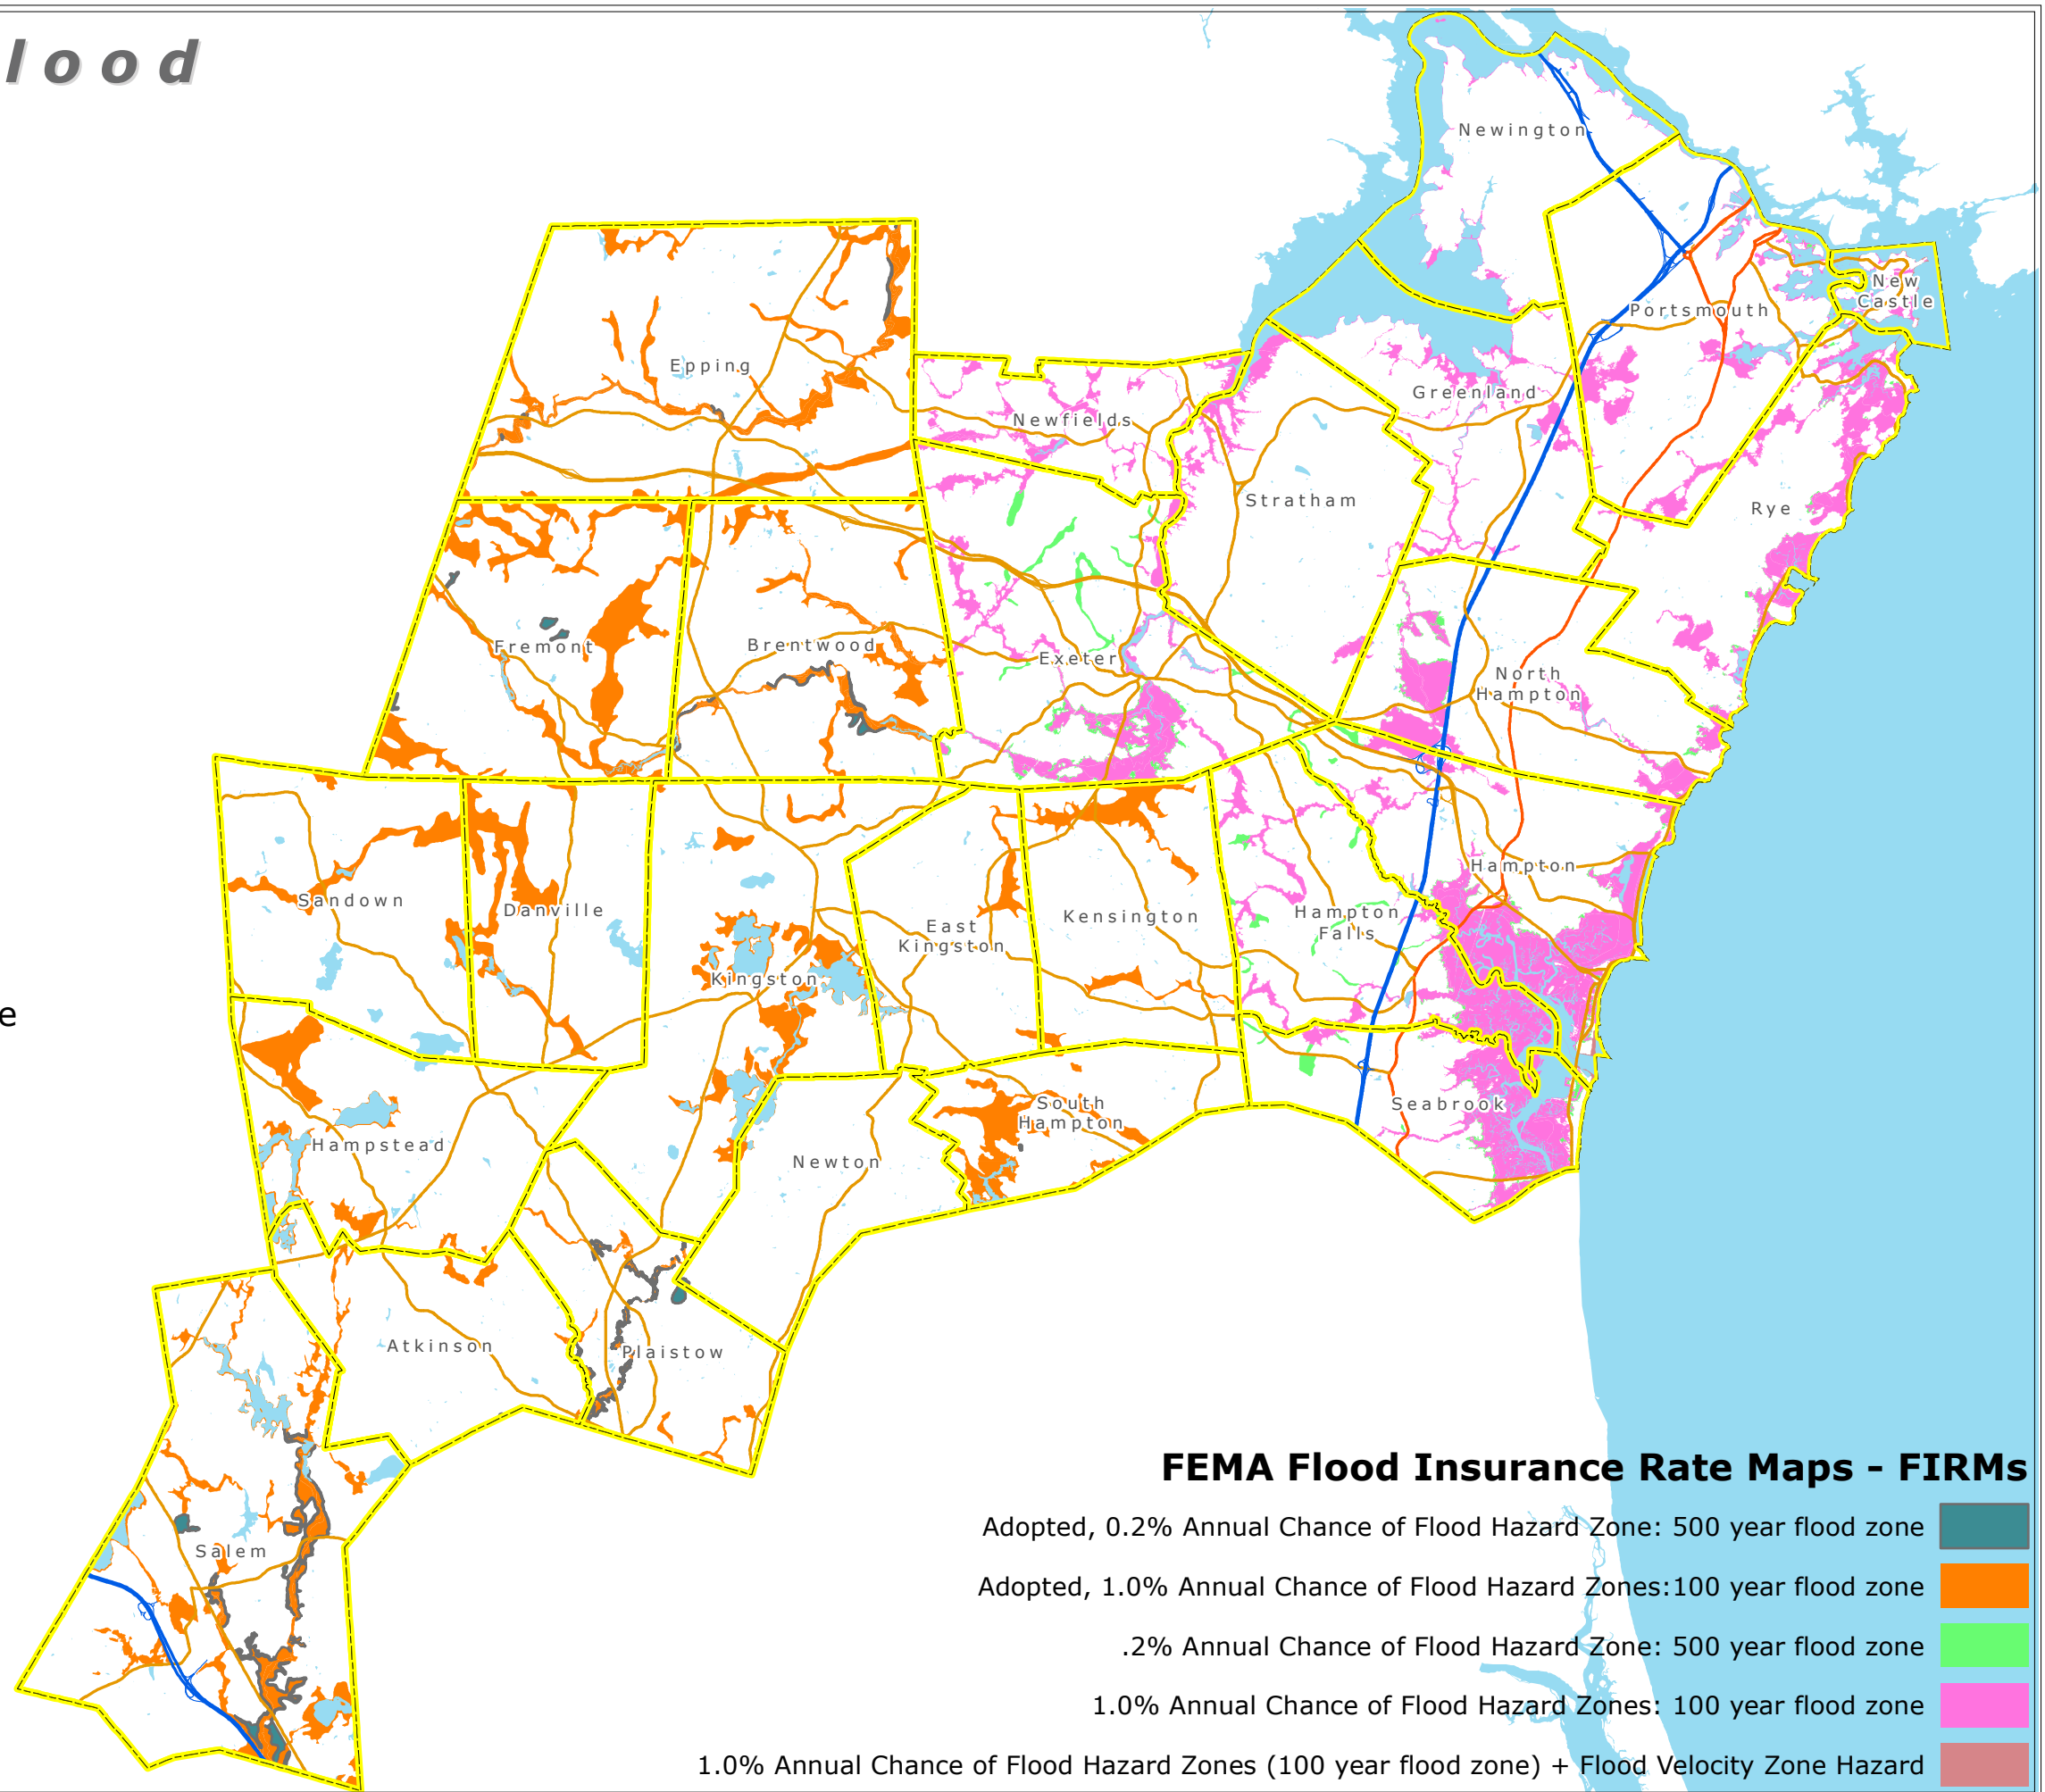 lood
Newington
New
Castle
Portsmouth
Epping
Greenland
Newfields
Stratham
Rye
Fremont
Brentwood
Exeter
North
Hampton
Hampton
Sandown
Danville
East
Kingston
Kensington
Hampton
Falls
Kingston
e
Seabrook
South
Hampton
Hampstead
Newton
Atkinson
Plaistow
Salem
FEMA Flood Insurance Rate Maps - FIRMs
Adopted, 0.2% Annual Chance of Flood Hazard Zone: 500 year flood zone
Adopted, 1.0% Annual Chance of Flood Hazard Zones:100 year flood zone
.2% Annual Chance of Flood Hazard Zone: 500 year flood zone
1.0% Annual Chance of Flood Hazard Zones: 100 year flood zone
1.0% Annual Chance of Flood Hazard Zones (100 year flood zone) + Flood Velocity Zone Hazard